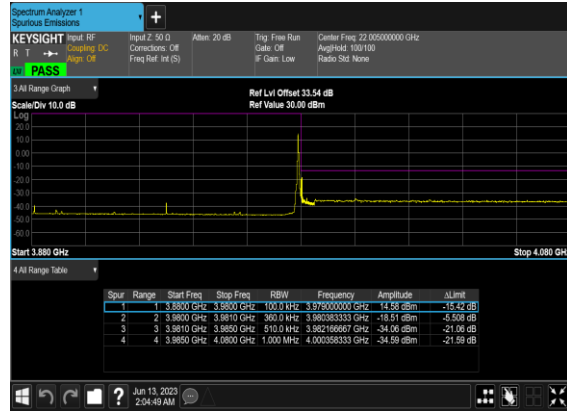 Spectrum Analyzer 1
Spurious Emissions
KEYSIGHT Input: RF Input Z: 50 Ω Atten: 20 dB Trig: Free Run Center Freq: 22.005000000 GHz
R T Coupling: DC Corrections: Off Gate: Off Avg|Hold: 100/100
Align: Off Freq Ref: Int (S) IF Gain: Low Radio Std: None
PASS
3 All Range Graph
Ref Lvl Offset 33.54 dB
Scale/Div 10.0 dB Ref Value 30.00 dBm
Log
20.0
10.0
0.00
-10.0
-20.0
-30.0
-40.0
-50.0
-60.0
Start 3.880 GHz Stop 4.080 GH
4 All Range Table
Spur Range Start Freq Stop Freq RBW Frequency Amplitude ΔLimit
1 1 3.8800 GHz 3.9800 GHz 100.0 kHz 3.979000000 GHz 14.58 dBm -15.42 dB
2 2 3.9800 GHz 3.9810 GHz 360.0 kHz 3.980383333 GHz -18.51 dBm -5.508 dB
3 3 3.9810 GHz 3.9850 GHz 510.0 kHz 3.982166667 GHz -34.06 dBm -21.06 dB
4 4 3.9850 GHz 4.0800 GHz 1.000 MHz 4.000358333 GHz -34.59 dBm -21.59 dB
Jun 13, 2023
2:04:49 AM